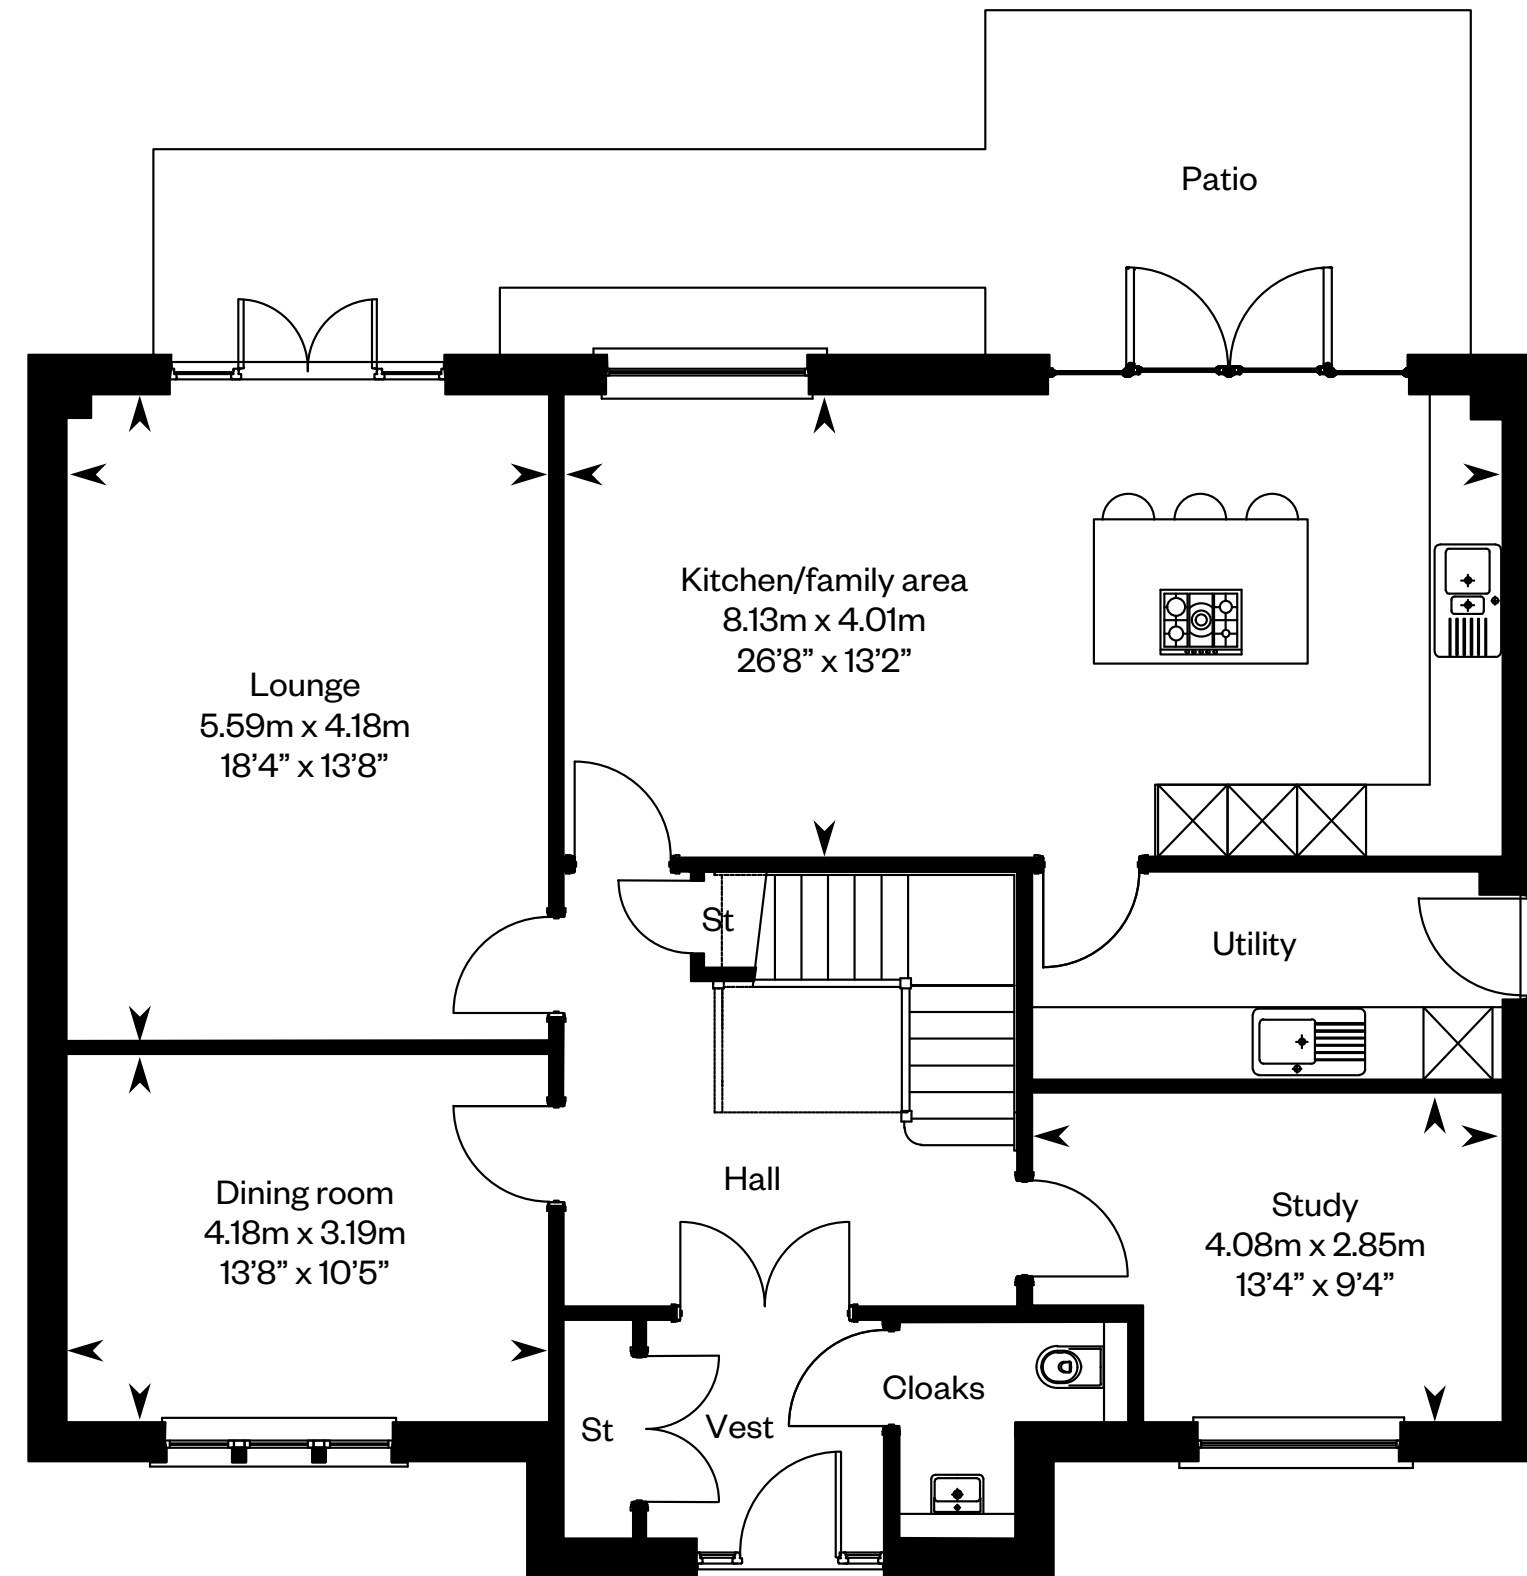 Patio
Kitchen/family area
8.13m x 4.01m
26’8” x 13’2”
Lounge
5.59m x 4.18m
18’4” x 13’8”
St
Utility
Hall
Dining room
4.18m x 3.19m
13’8” x 10’5”
Study
4.08m x 2.85m
13’4” x 9’4”
Cloaks
St
Vest